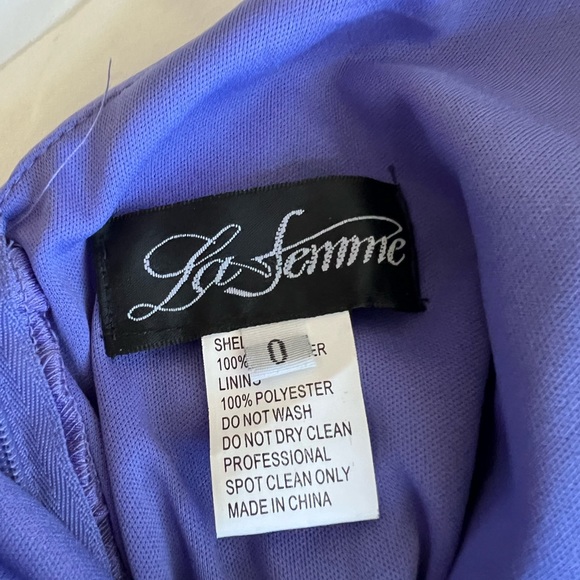 La Femme
0
SHEL
100% ER
LINING
100% POLYESTER
DO NOT WASH
DO NOT DRY CLEAN
PROFESSIONAL
SPOT CLEAN ONLY
MADE IN CHINA